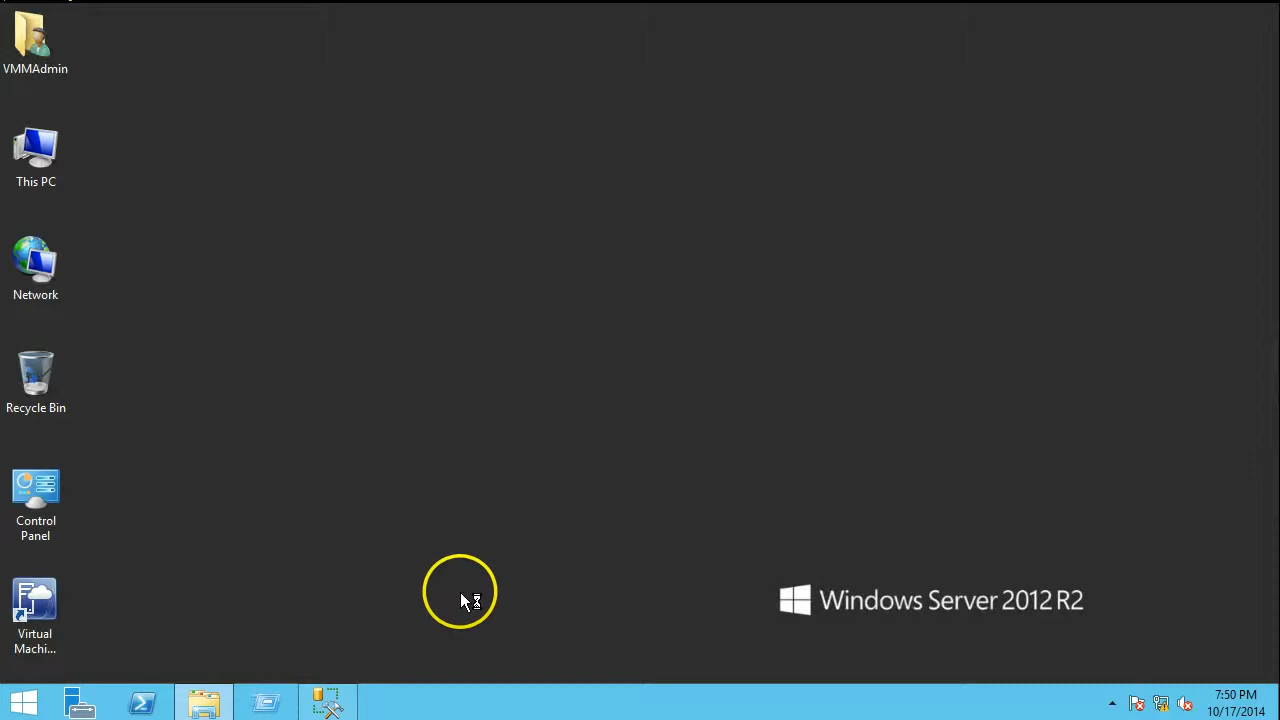 VMMAdmin
This PC
Network
Recycle Bin
Control
Panel
Virtual
Machi...
Windows Server 2012 R2
7:50 PM
10/17/2014